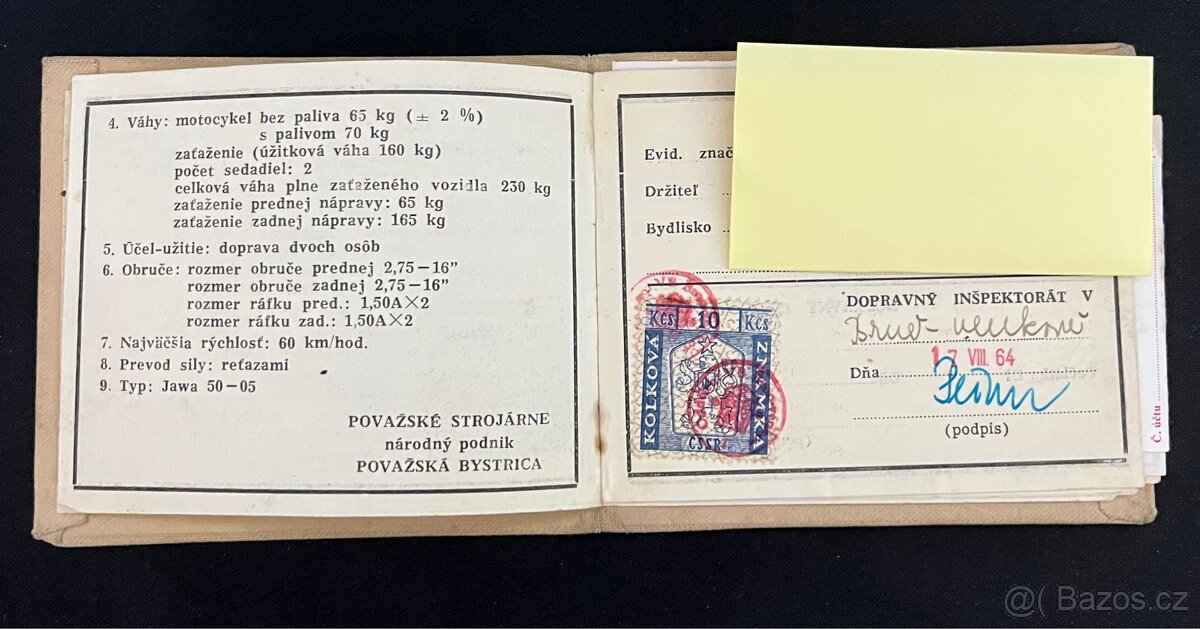 4. Váhy: motocykel bez paliva 65 kg (± 2 %)
s palivom 70 kg
zaťaženie (úžitková váha 160 kg)
počet sedadiel: 2
celková váha plne zaťaženého vozidla 230 kg
zaťaženie prednej nápravy: 65 kg
zaťaženie zadnej nápravy: 165 kg
5. Účel-užitie: doprava dvoch osôb
6. Obruče: rozmer obruče prednej 2,75—16”
rozmer obruče zadnej 2,75—16”
rozmer ráfku pred.: 1,50A×2
rozmer ráfku zad.: 1,50A×2
7. Najväčšia rýchlosť: 60 km/hod.
8. Prevod sily: reťazami
9. Typ: Jawa 50—05
POVAŽSKÉ STROJÁRNE
národný podnik
POVAŽSKÁ BYSTRICA
Evid. znač
Držiteľ
Bydlisko
Kčs 10 Kčs
KOLKOVÁ
ZNÁMKA
ČSSR
DOPRAVNÝ INŠPEKTORÁT V
17 VIII. 64
Dňa
(podpis)
Č. účtu
@( Bazos.cz